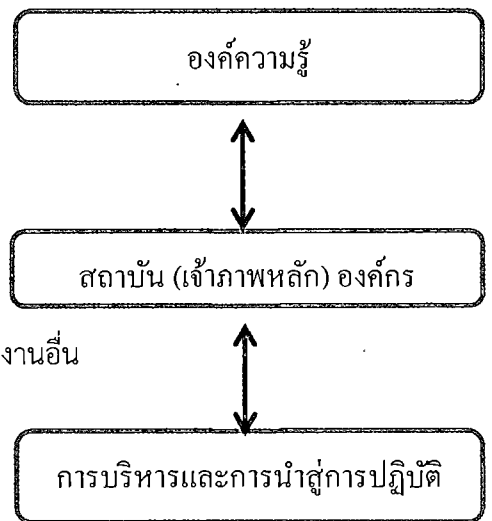 องค์ความรู้
สถาบัน (เจ้าภาพหลัก) องค์กร
งานอื่น
การบริหารและการนำสู่การปฏิบัติ